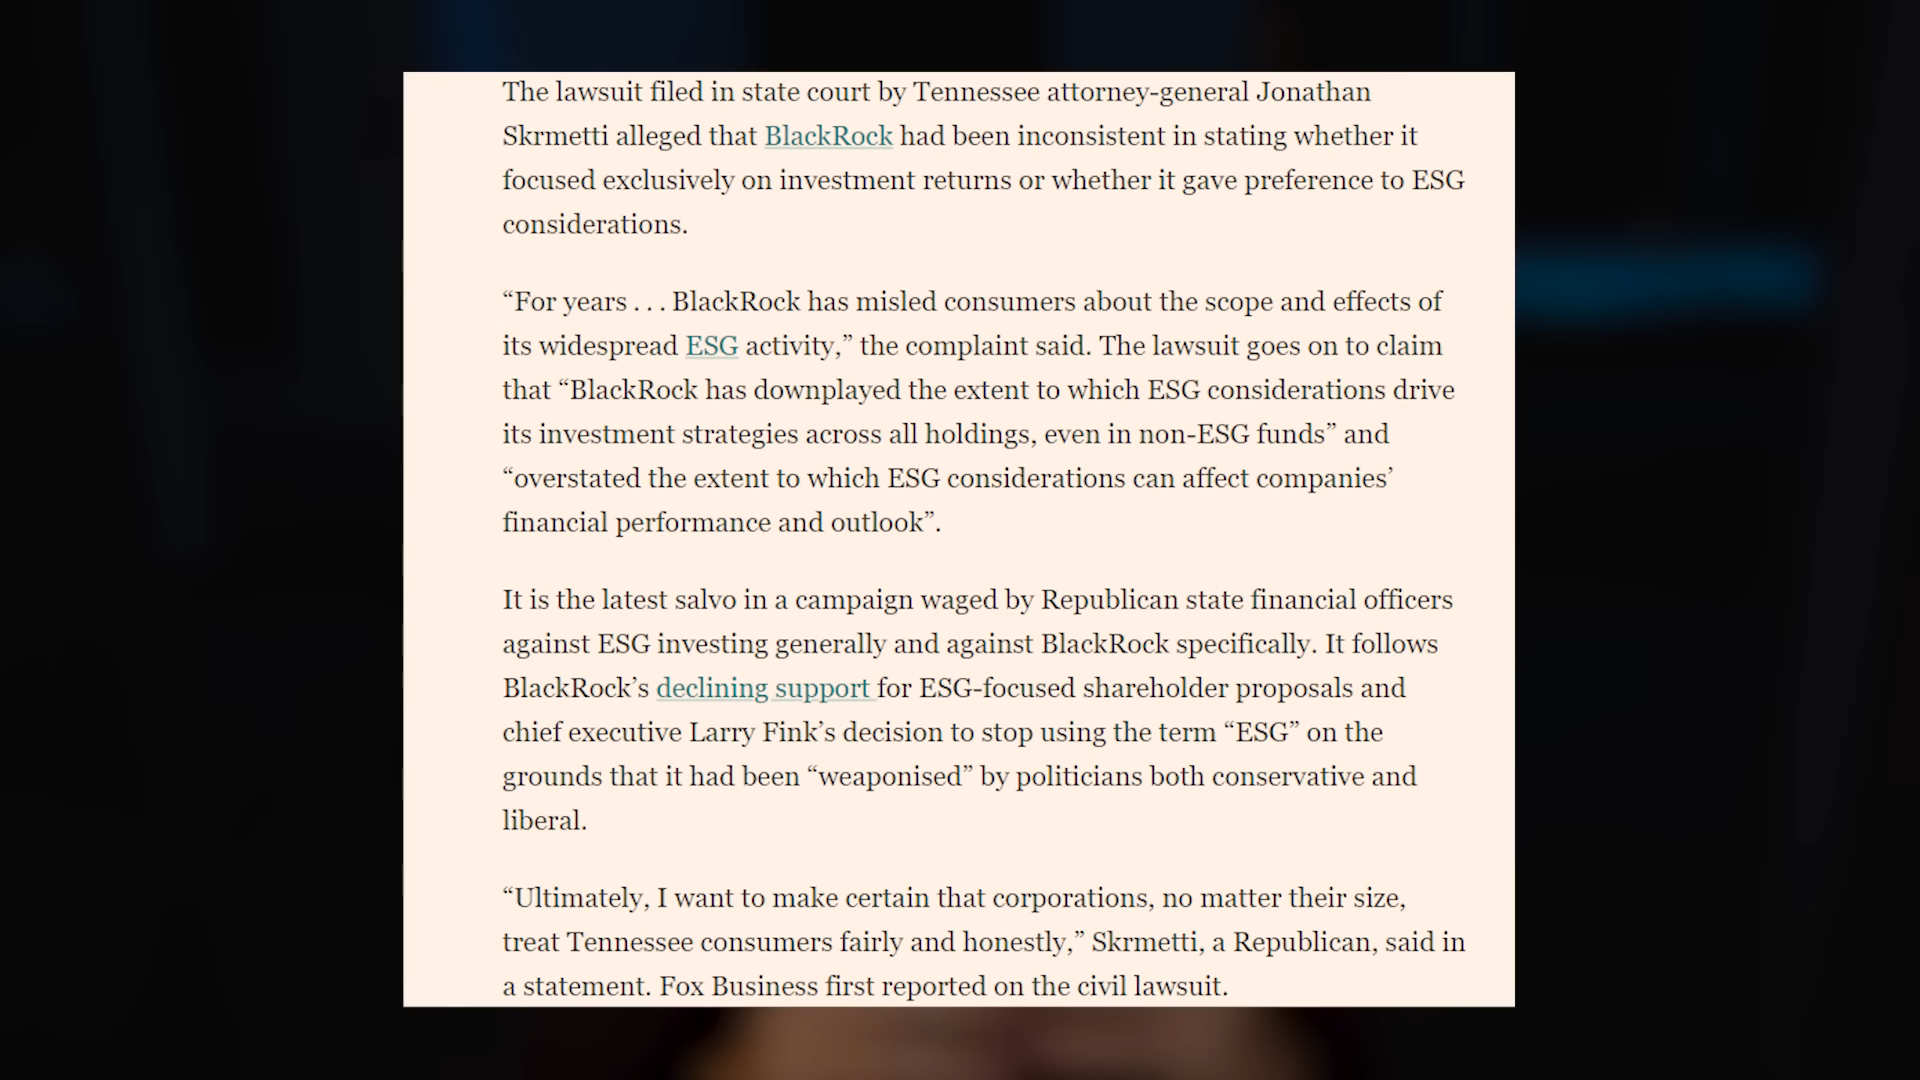 The lawsuit filed in state court by Tennessee attorney-general Jonathan
Skrmetti alleged that BlackRock had been inconsistent in stating whether it
focused exclusively on investment returns or whether it gave preference to ESG
considerations.
“For years . . . BlackRock has misled consumers about the scope and effects of
its widespread ESG activity,” the complaint said. The lawsuit goes on to claim
that “BlackRock has downplayed the extent to which ESG considerations drive
its investment strategies across all holdings, even in non-ESG funds” and
“overstated the extent to which ESG considerations can affect companies’
financial performance and outlook”.
It is the latest salvo in a campaign waged by Republican state financial officers
against ESG investing generally and against BlackRock specifically. It follows
BlackRock’s declining support for ESG-focused shareholder proposals and
chief executive Larry Fink’s decision to stop using the term “ESG” on the
grounds that it had been “weaponised” by politicians both conservative and
liberal.
“Ultimately, I want to make certain that corporations, no matter their size,
treat Tennessee consumers fairly and honestly,” Skrmetti, a Republican, said in
a statement. Fox Business first reported on the civil lawsuit.